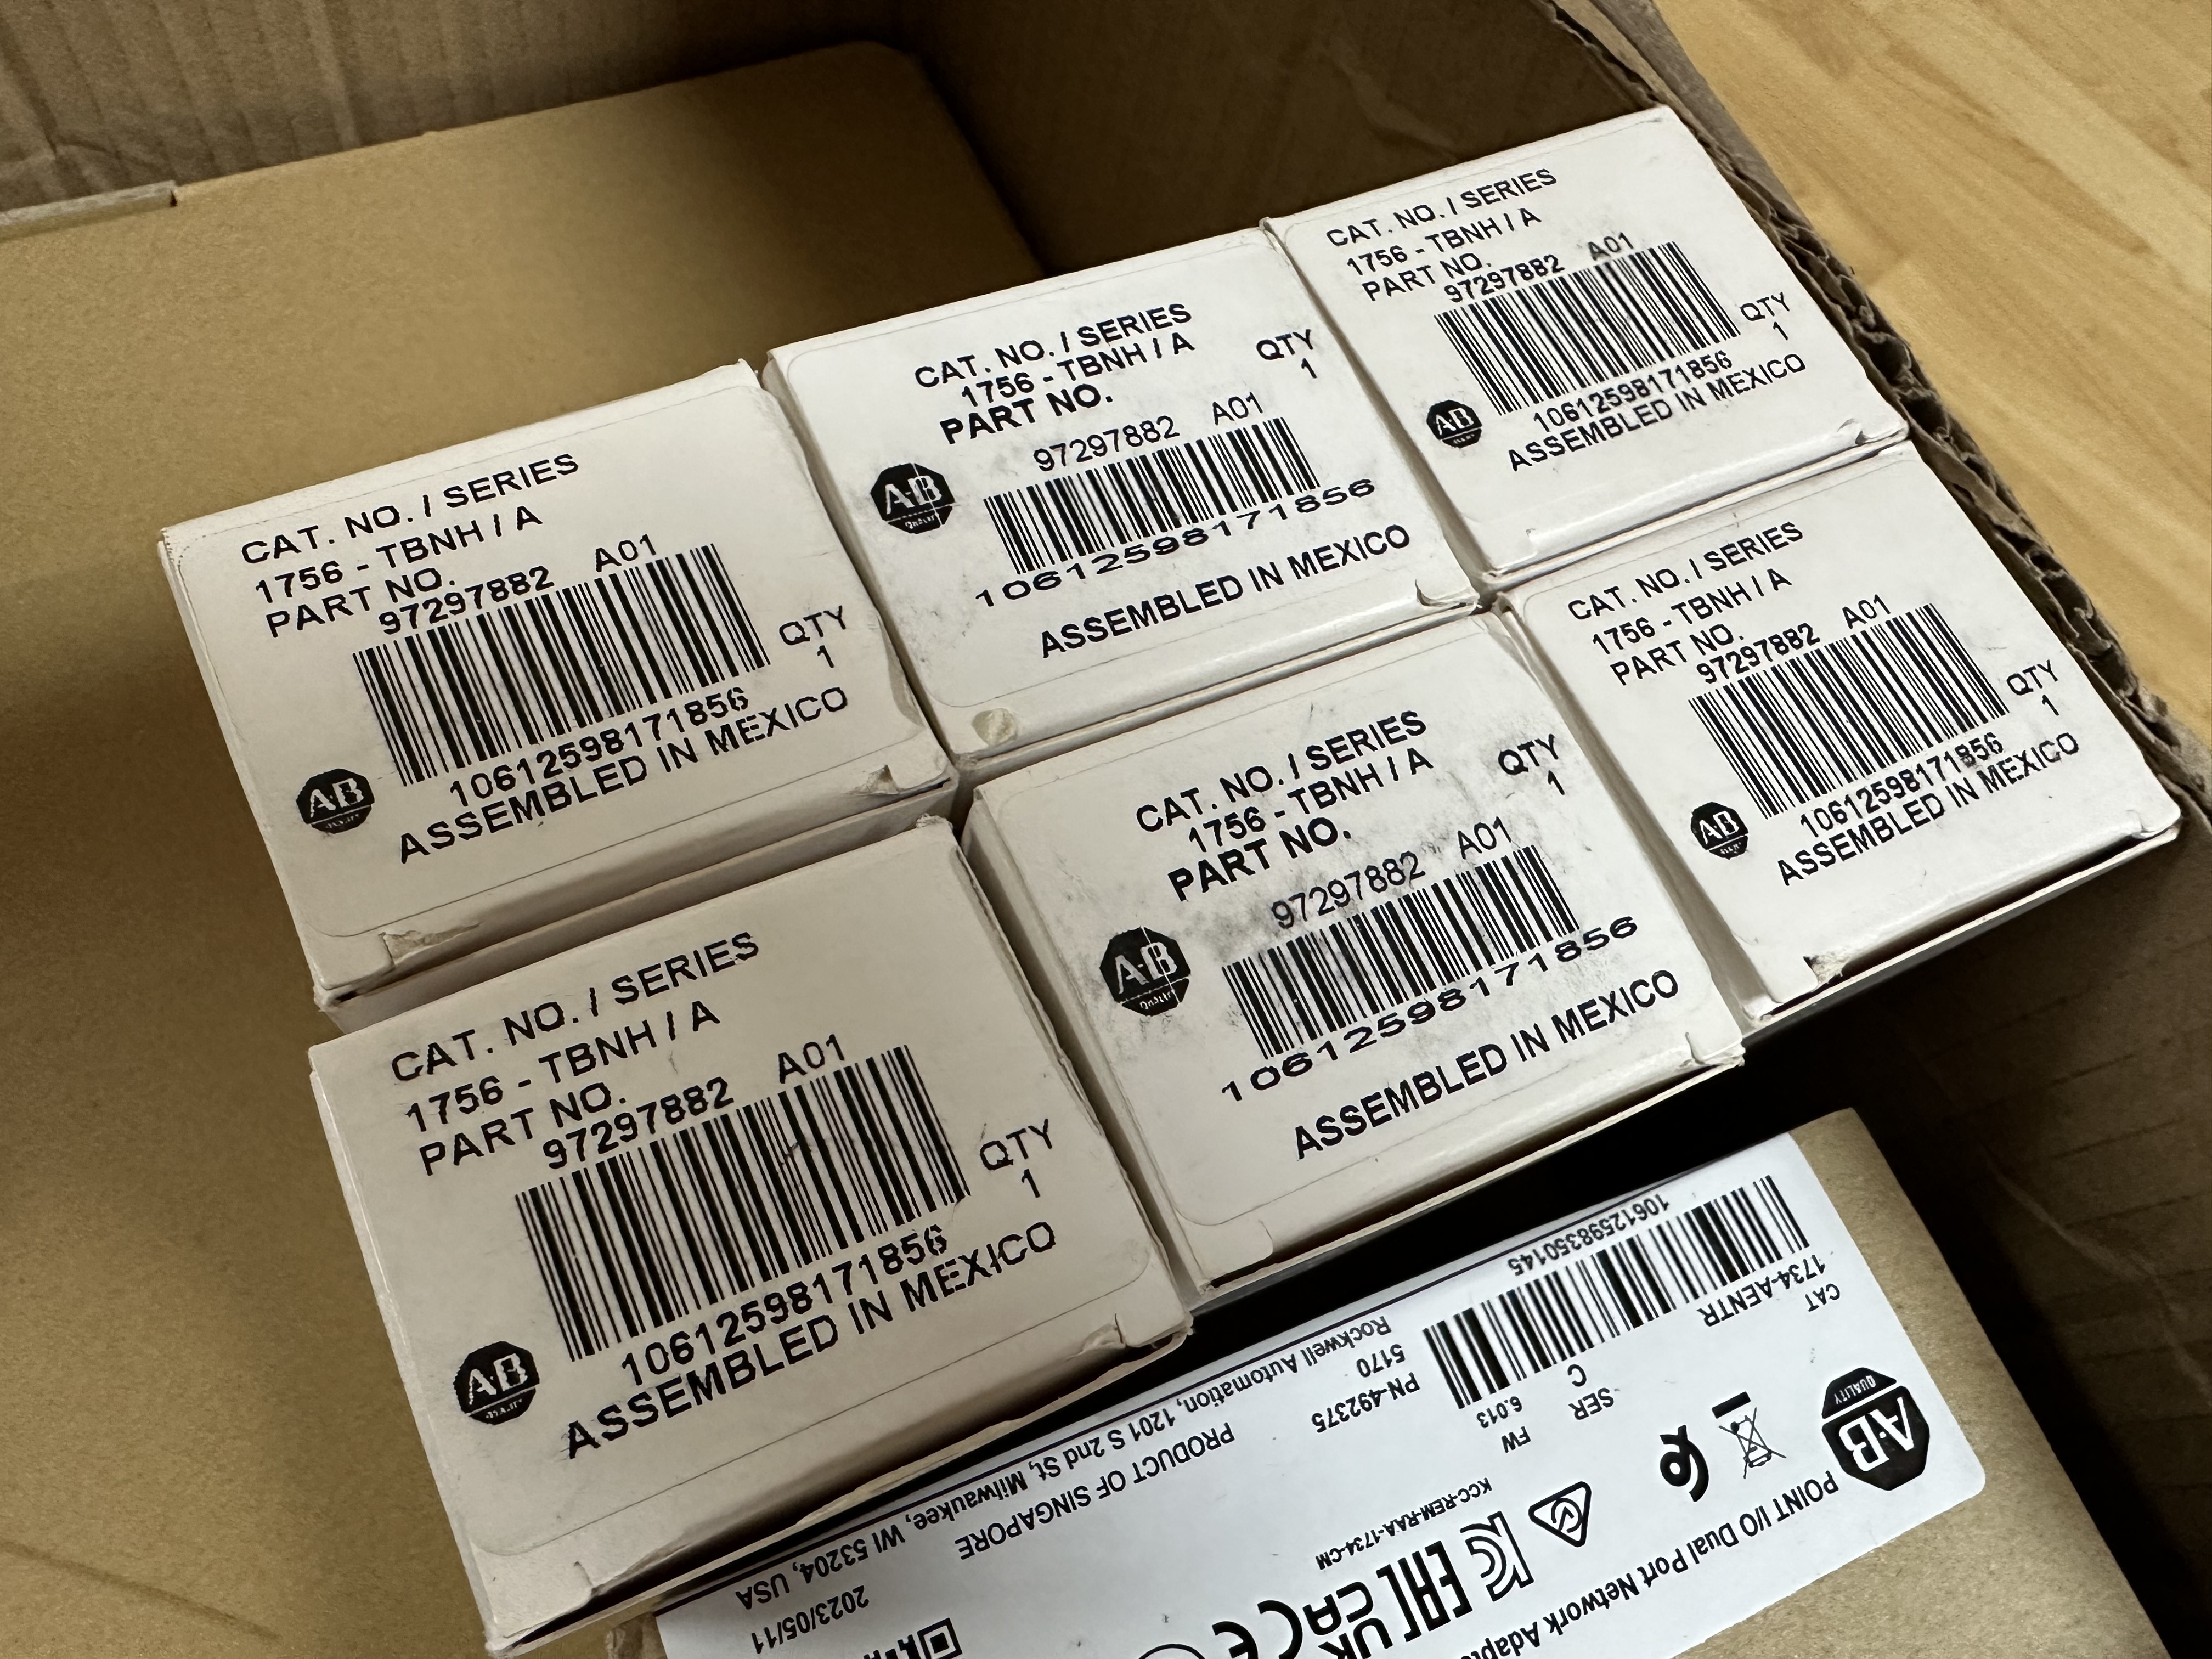 CAT. NO. / SERIES
1756 - TBNH / A
PART NO.
97297882 A01
QTY
1
10612598171856
A-B
ASSEMBLED IN MEXICO
CAT. NO. / SERIES
1756 - TBNH / A
PART NO.
QTY
1
97297882 A01
A-B
10612598171856
ASSEMBLED IN MEXICO
CAT. NO. / SERIES
1756 - TBNH / A
PART NO.
97297882 A01
QTY
1
10612598171856
A-B
ASSEMBLED IN MEXICO
CAT. NO. / SERIES
1756 - TBNH / A
PART NO.
97297882 A01
QTY
1
10612598171856
A-B
ASSEMBLED IN MEXICO
CAT. NO. / SERIES
1756 - TBNH / A
PART NO.
QTY
1
97297882 A01
A-B
10612598171856
ASSEMBLED IN MEXICO
CAT. NO. / SERIES
1756 - TBNH / A
PART NO.
97297882 A01
QTY
1
10612598171856
A-B
ASSEMBLED IN MEXICO
A-B
QUALITY
POINT I/O Dual Port Network
CAT
1734-AENTR
SER
C
FW
6.013
10612598350145
PN-492375
5170
KCC-REM-RAA-1734-CM
UK
CA
CE
EAC
PRODUCT OF SINGAPORE
Rockwell Automation, 1201 S 2nd St, Milwaukee, WI 53204, USA
2023/05/11